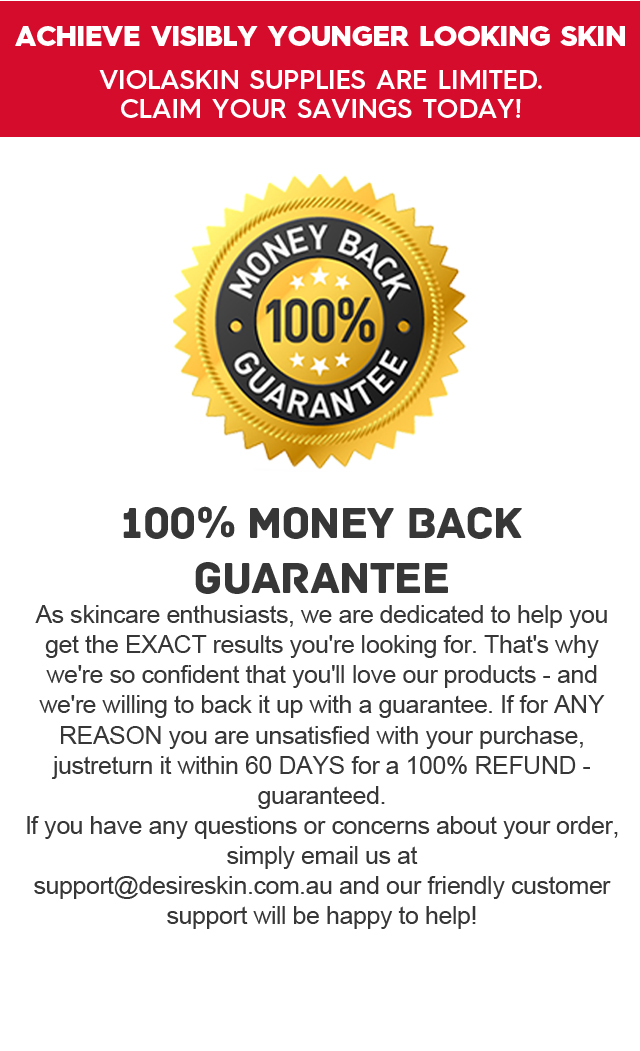 ACHIEVE VISIBLY YOUNGER LOOKING SKIN
VIOLASKIN SUPPLIES ARE LIMITED.
CLAIM YOUR SAVINGS TODAY!
MONEY BACK
100%
GUARANTEE
100% MONEY BACK
GUARANTEE
As skincare enthusiasts, we are dedicated to help you
get the EXACT results you're looking for. That's why
we're so confident that you'll love our products - and
we're willing to back it up with a guarantee. If for ANY
REASON you are unsatisfied with your purchase,
justreturn it within 60 DAYS for a 100% REFUND -
guaranteed.
If you have any questions or concerns about your order,
simply email us at
support@desireskin.com.au and our friendly customer
support will be happy to help!